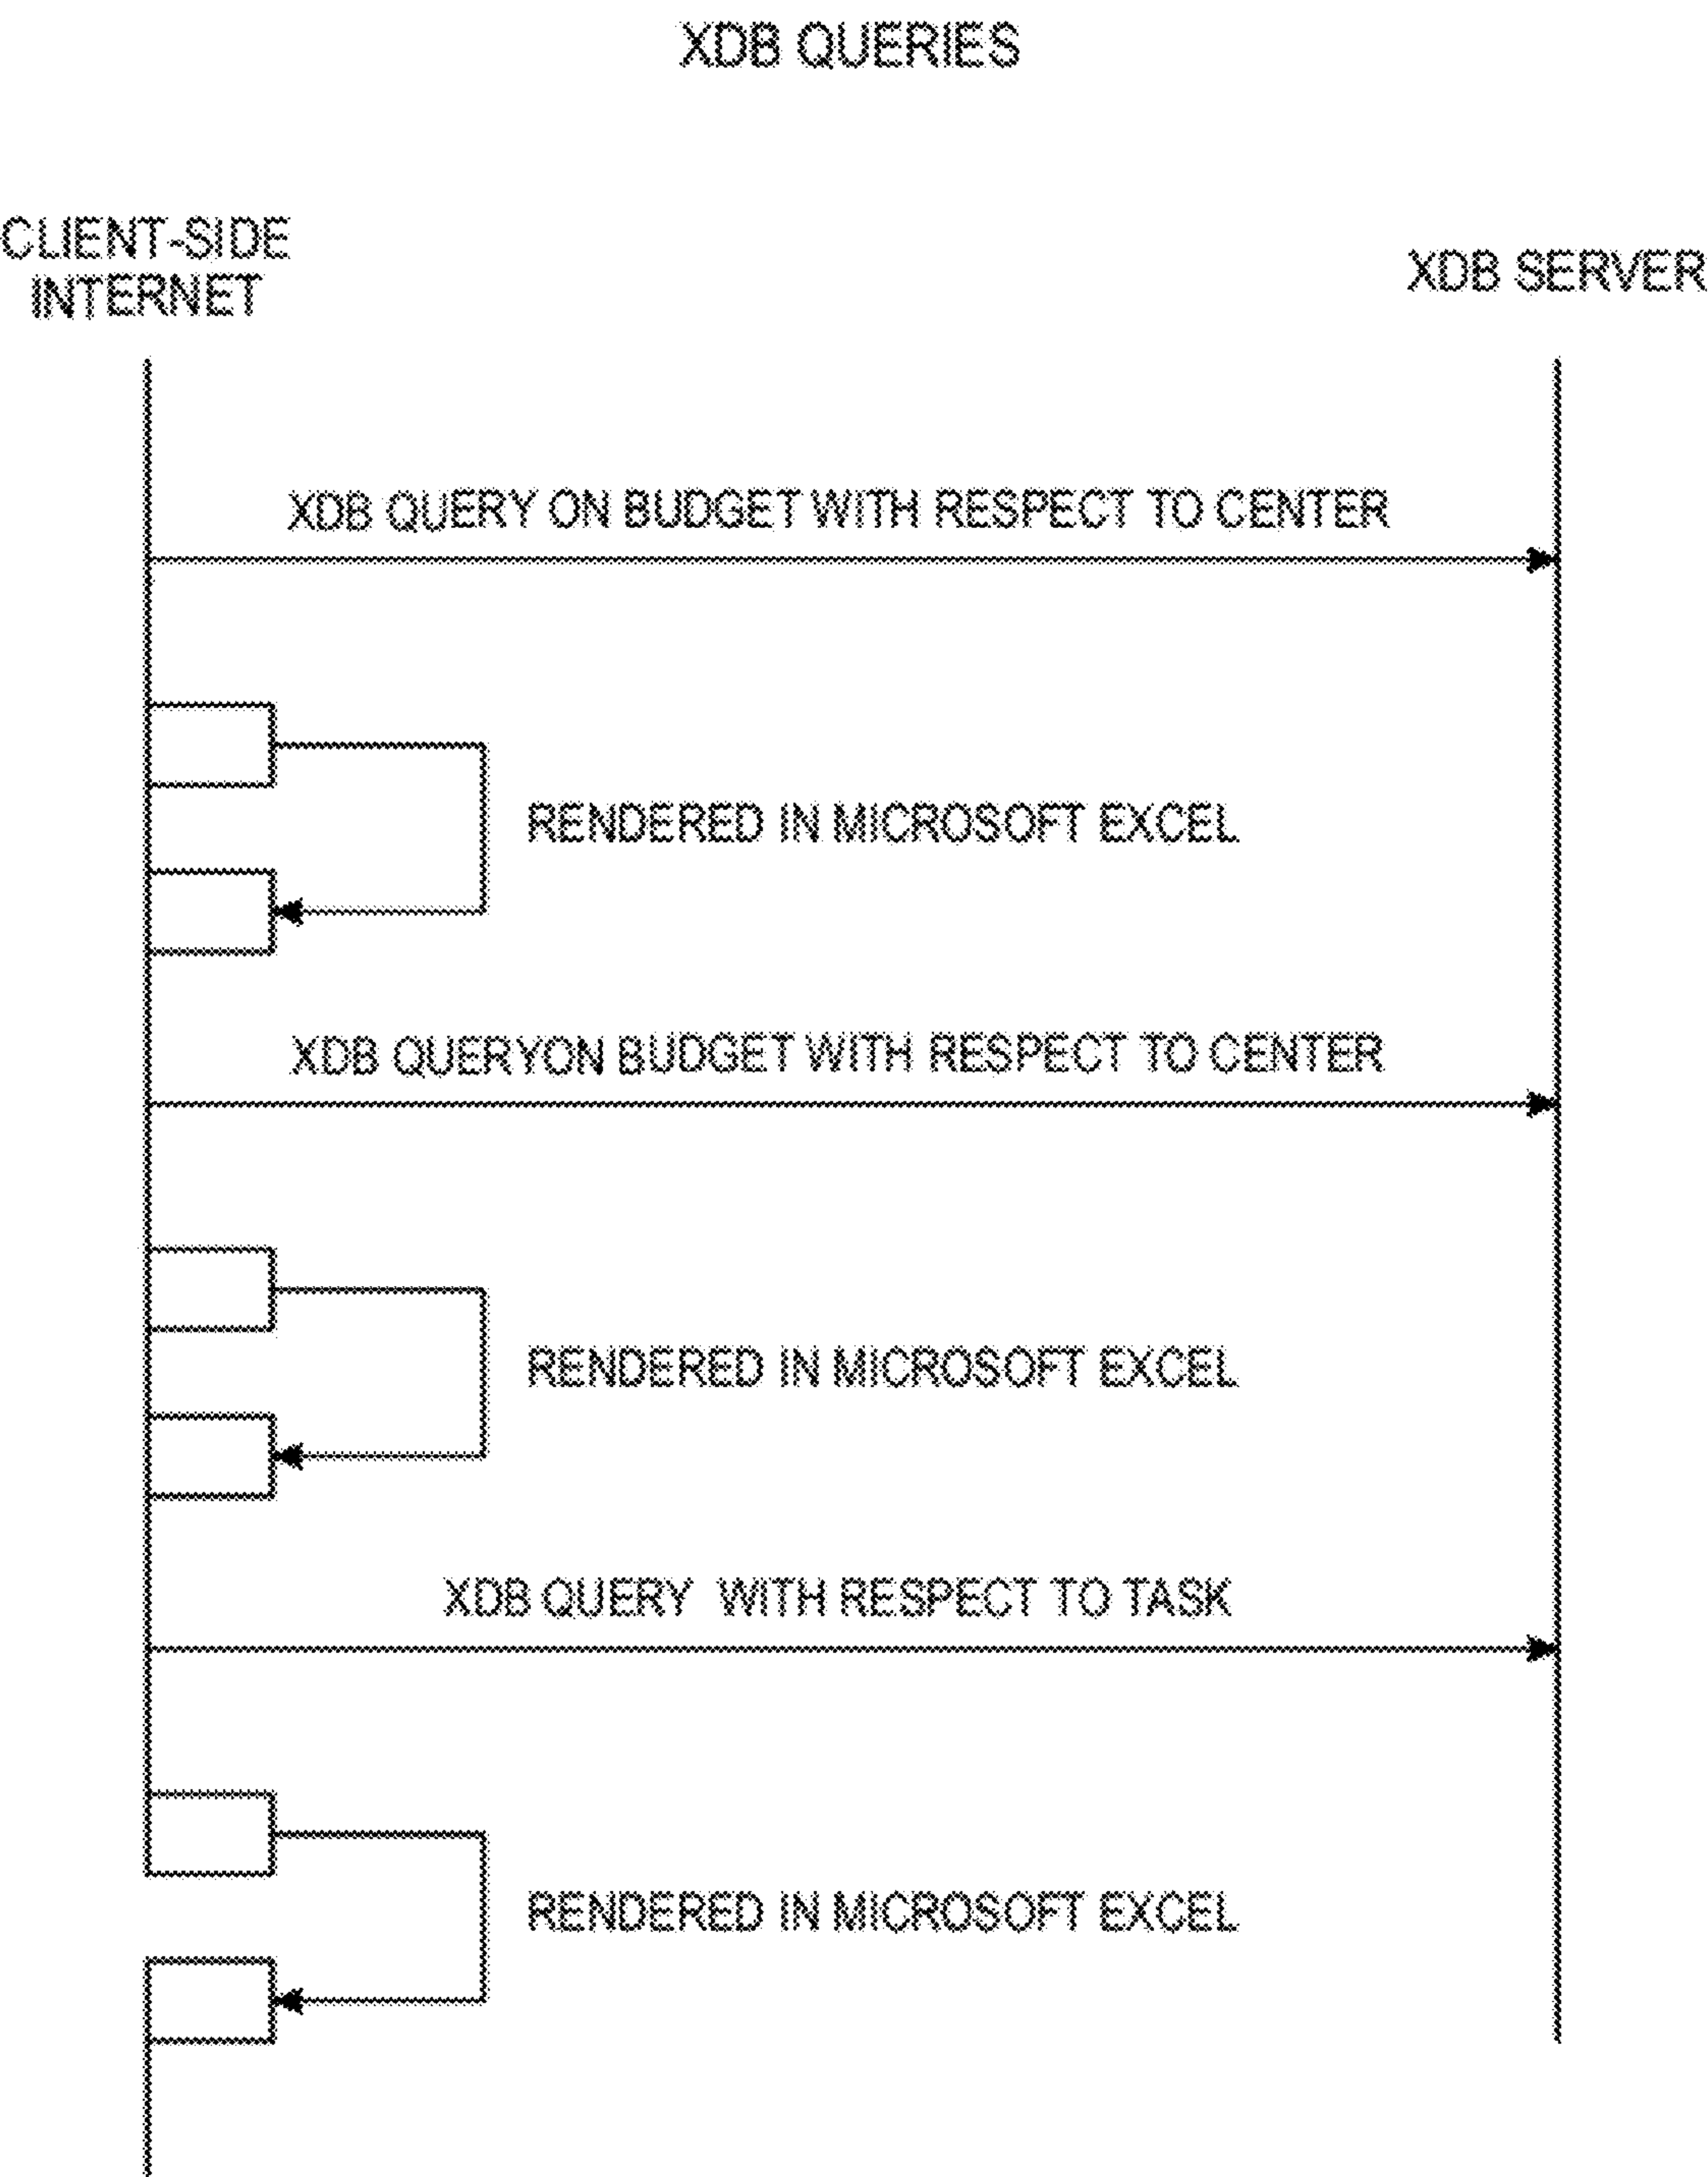 XDB QUERIES
CLIENT-SIDE
INTERNET
XDB SERVER
XDB QUERY ON BUDGET WITH RESPECT TO CENTER
RENDERED IN MICROSOFT EXCEL
XDB QUERYON BUDGET WITH RESPECT TO CENTER
RENDERED IN MICROSOFT EXCEL
XDB QUERY WITH RESPECT TO TASK
RENDERED IN MICROSOFT EXCEL